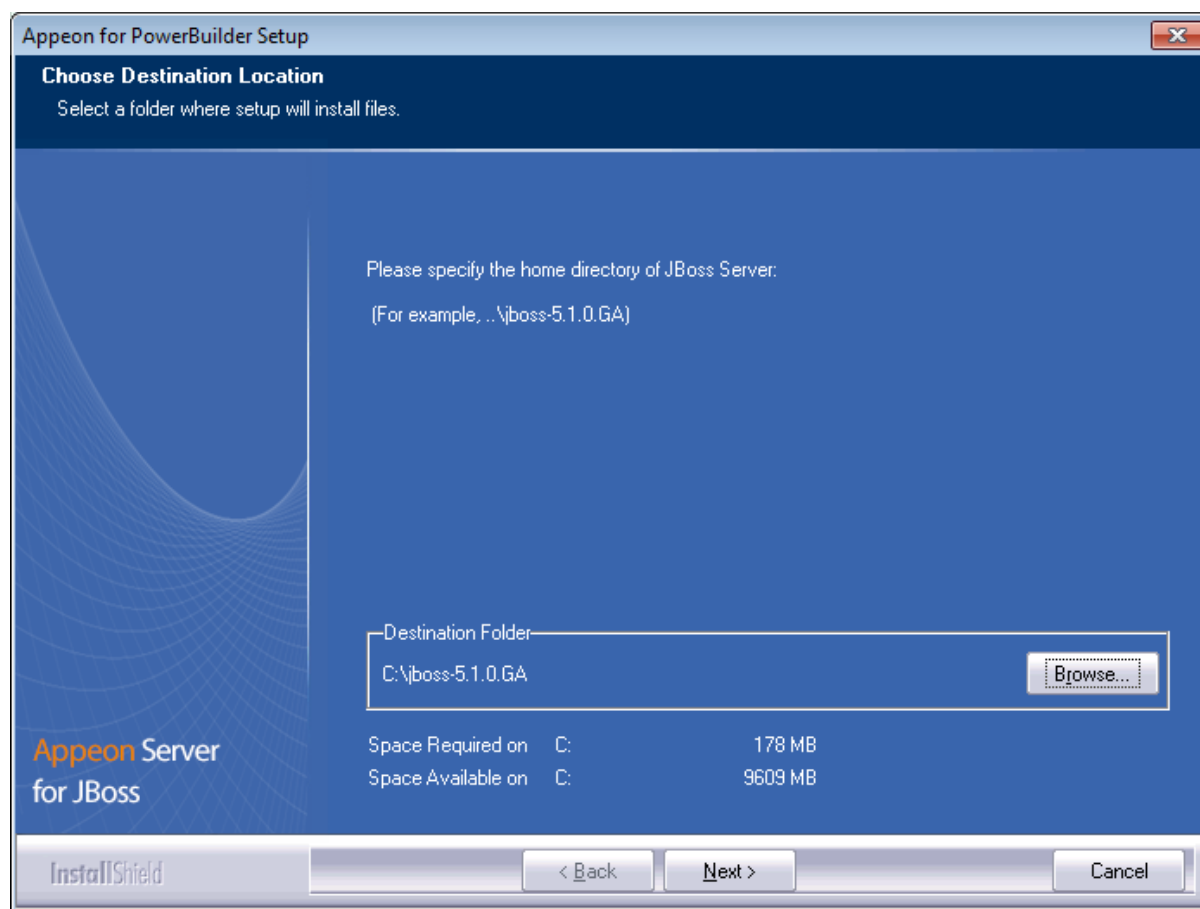 Appeon for PowerBuilder Setup
Choose Destination Location
Select a folder where setup will install files.
Please specify the home directory of JBoss Server:
(For example, ..\jboss-5.1.0.GA)
Destination Folder
C:\jboss-5.1.0.GA
Browse...
Space Required on C: 178 MB
Space Available on C: 9609 MB
Appeon Server
for JBoss
InstallShield
< Back
Next >
Cancel